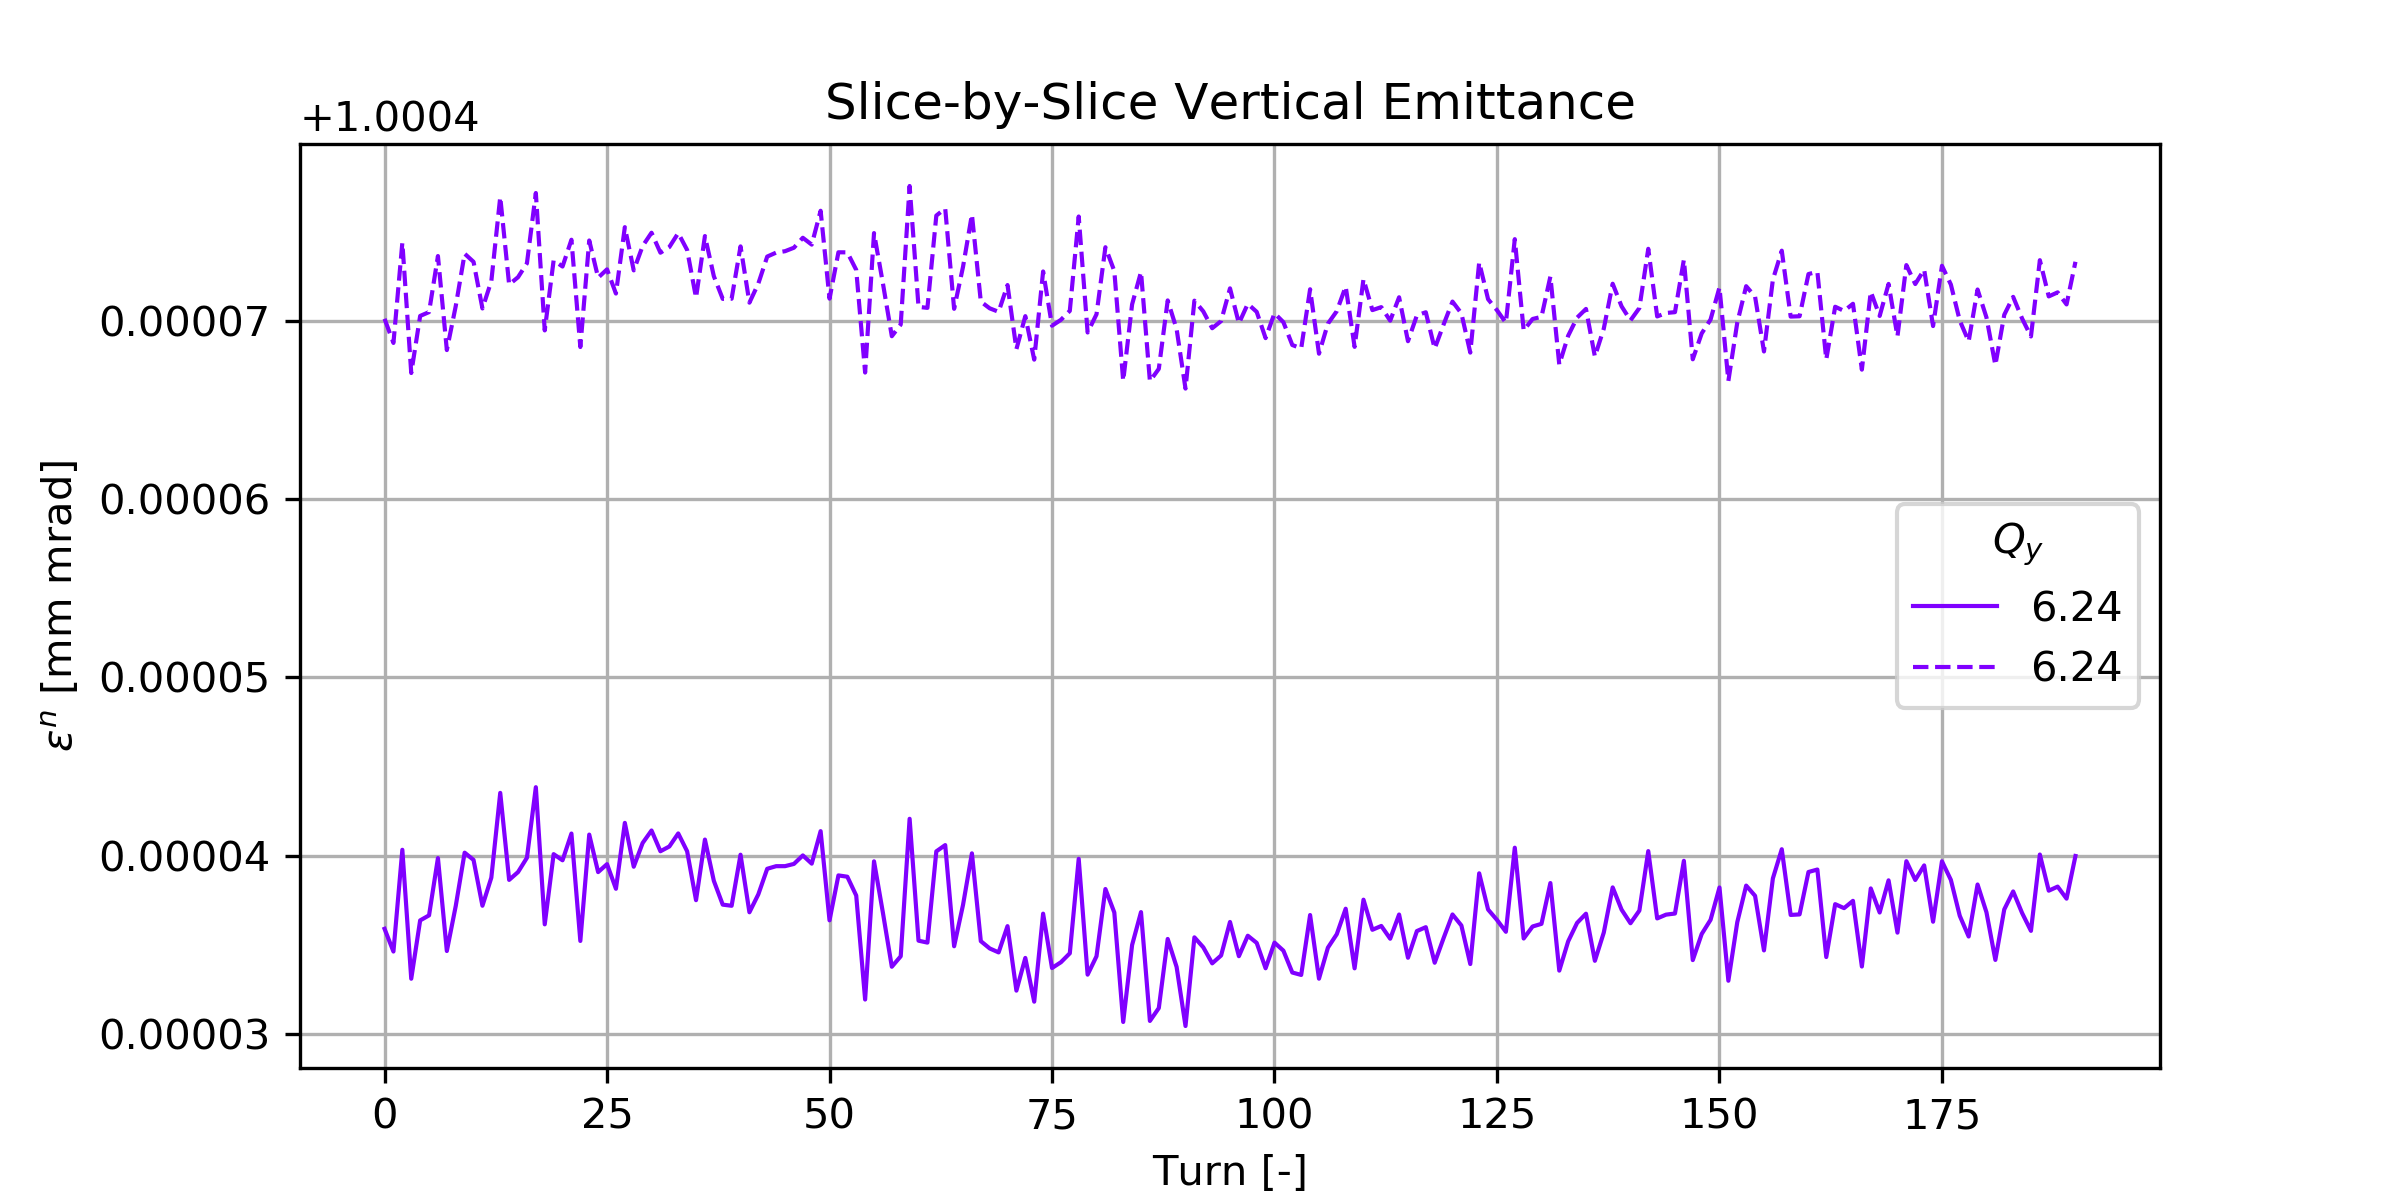 Slice-by-Slice Vertical Emittance
+1.0004
0.00007
0.00006
0.00005
0.00004
0.00003
εⁿ [mm mrad]
Q_y
6.24
6.24
0 25 50 75 100 125 150 175
Turn [-]